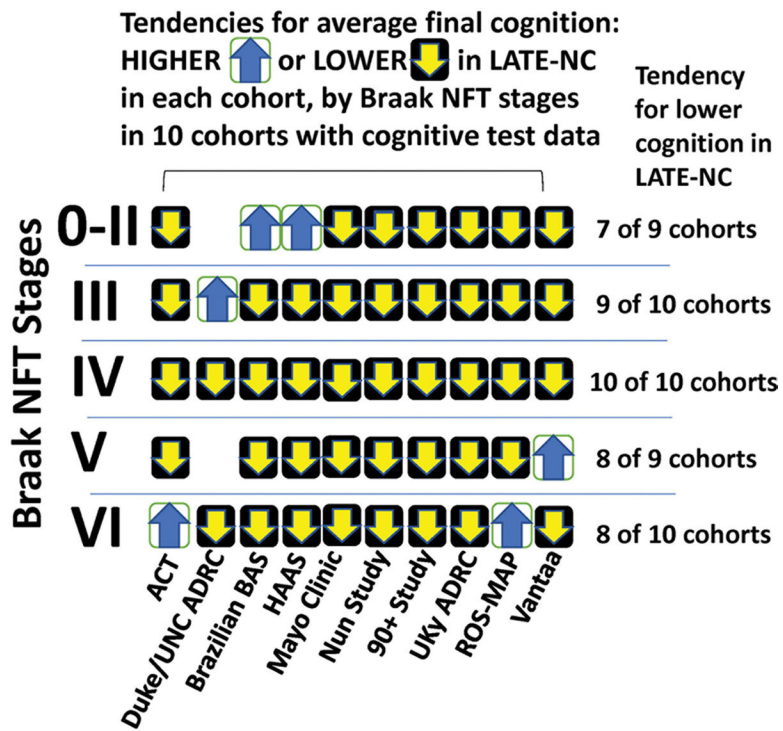 Tendencies for average final cognition:
HIGHER or LOWER in LATE-NC
in each cohort, by Braak NFT stages
in 10 cohorts with cognitive test data
Tendency
for lower
cognition in
LATE-NC
Braak NFT Stages
0-II
7 of 9 cohorts
III
9 of 10 cohorts
IV
10 of 10 cohorts
V
8 of 9 cohorts
VI
8 of 10 cohorts
ACT
Duke/UNC ADRC
Brazilian BAS
HAAS
Mayo Clinic
Nun Study
90+ Study
UKy ADRC
ROS-MAP
Vantaa